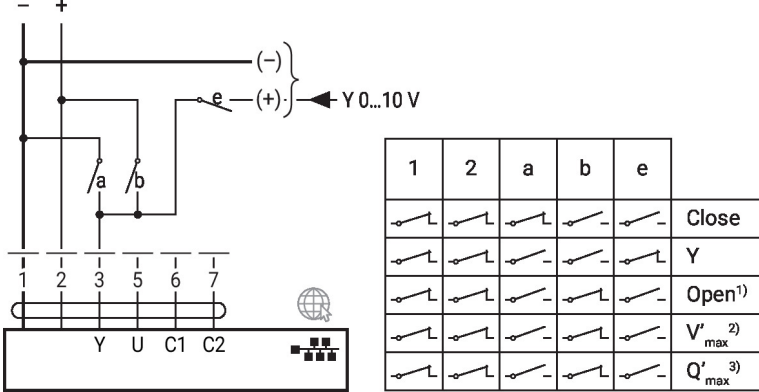 – +
(–)
e (+) Y 0...10 V
a b
1 2 3 5 6 7
Y U C1 C2
1 2 a b e
Close
Y
Open1)
V'max 2)
Q'max 3)